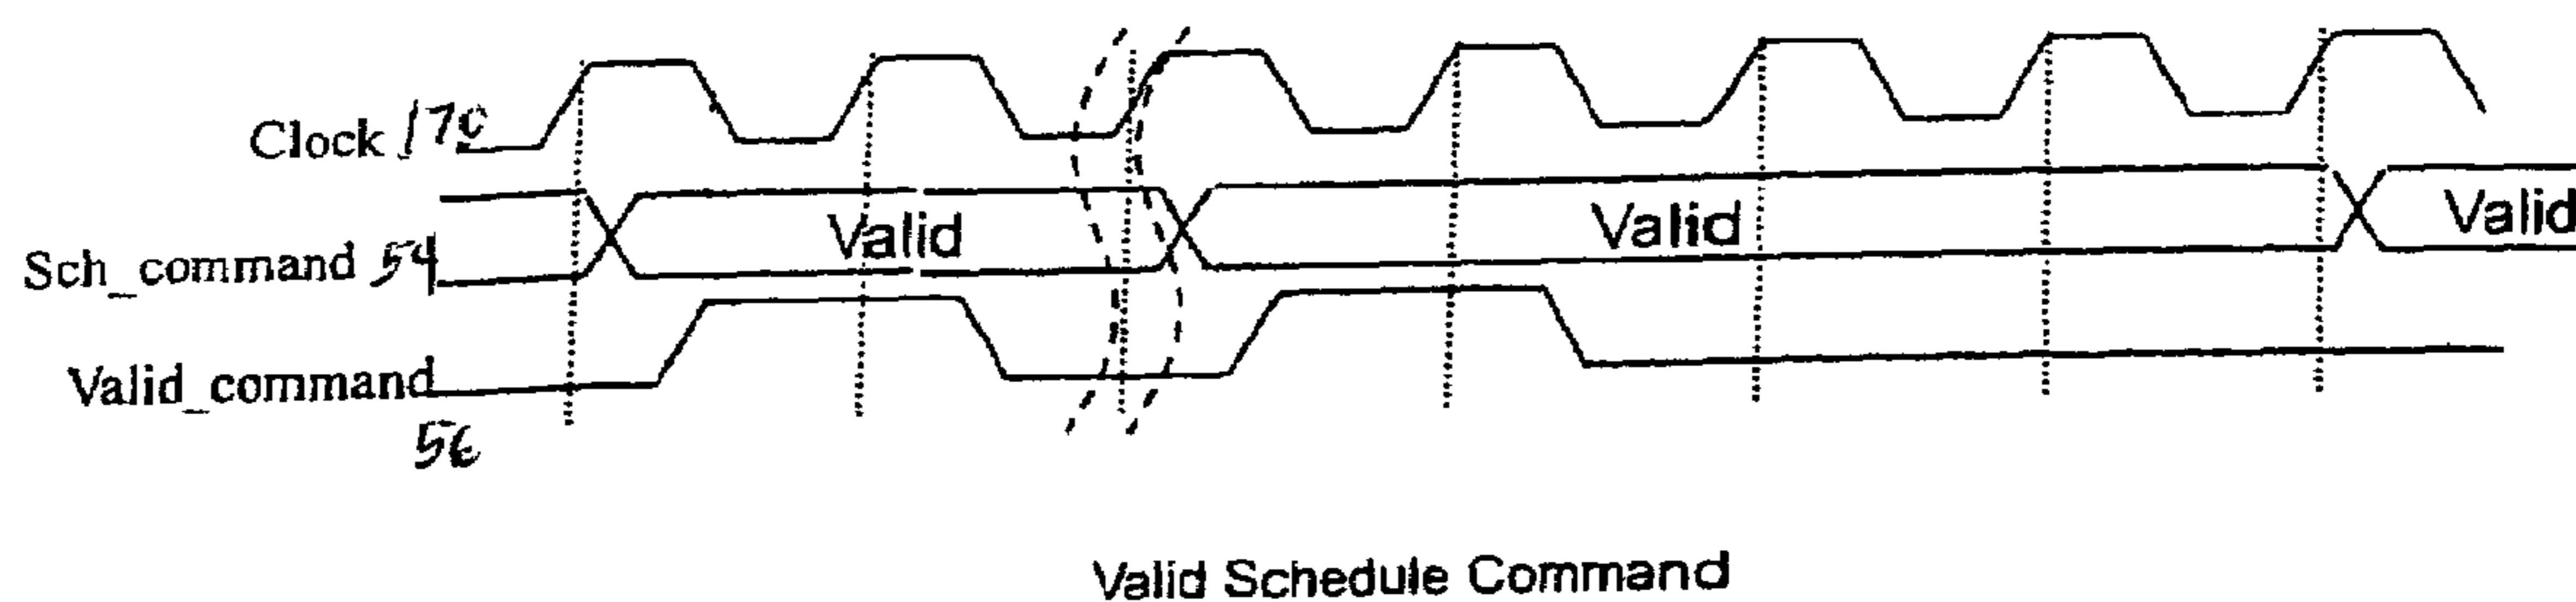 Clock 170
Sch_command 54
Valid
Valid
Valid
Valid_command
56
Valid Schedule Command